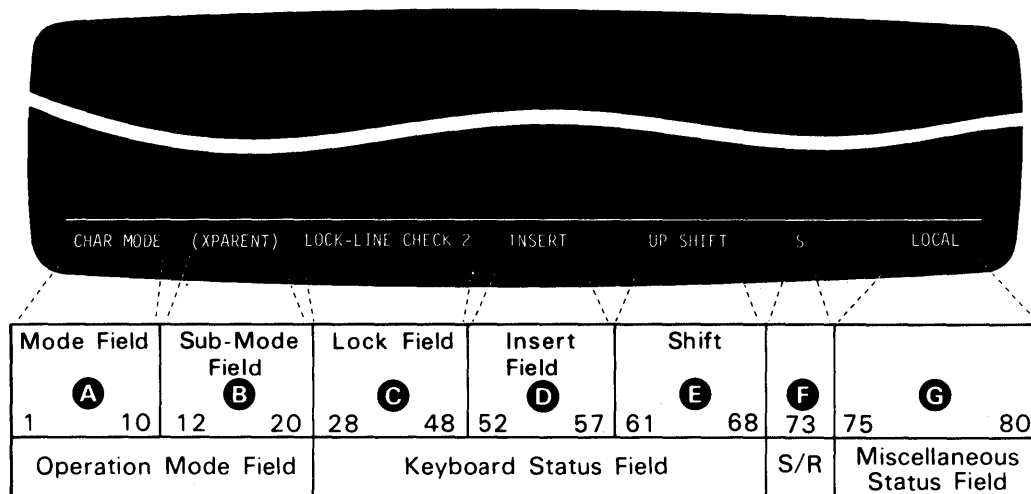 CHAR MODE (XPARENT) LOCK-LINE CHECK 2 INSERT UP SHIFT S LOCAL
Mode Field Sub-Mode Field Lock Field Insert Field Shift
A B C D E F G
1 10 12 20 28 48 52 57 61 68 73 75 80
Operation Mode Field Keyboard Status Field S/R Miscellaneous Status Field